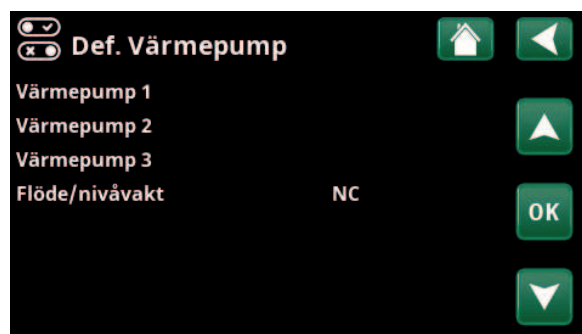 Def. Värmepump
Värmepump 1
Värmepump 2
Värmepump 3
Flöde/nivåvakt NC
OK